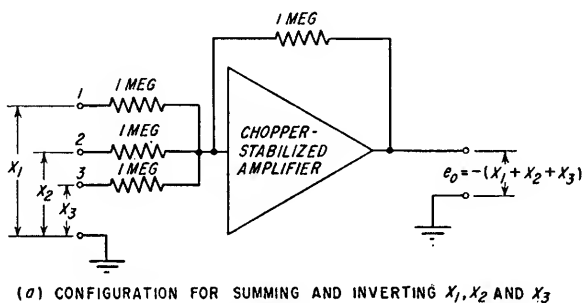 1 MEG
1 MEG
1
1 MEG
2
1 MEG
3
X1
X2
X3
CHOPPER-
STABILIZED
AMPLIFIER
e0=-(X1+X2+X3)
(a) CONFIGURATION FOR SUMMING AND INVERTING X1, X2 AND X3